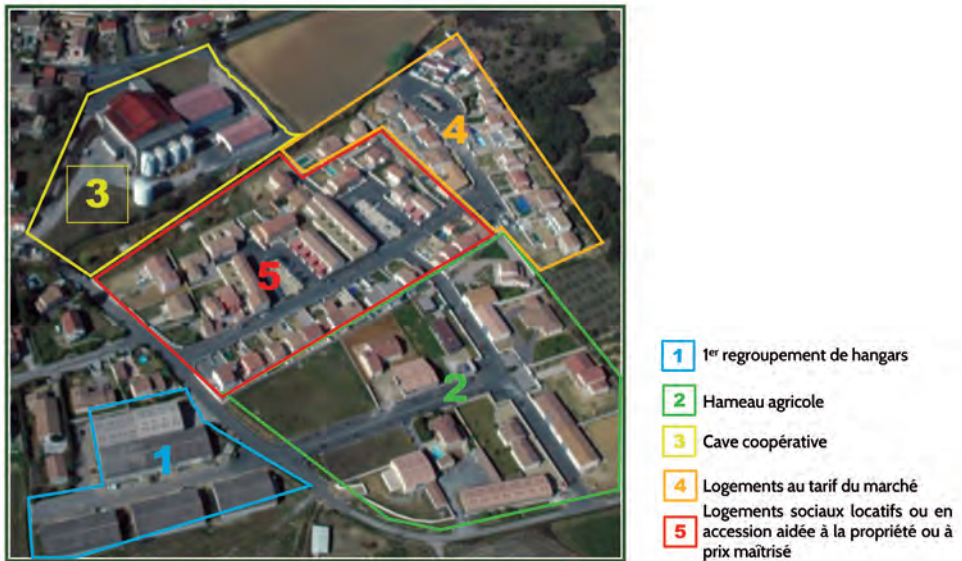 4
3
5
2
1
1 1er regroupement de hangars
2 Hameau agricole
3 Cave coopérative
4 Logements au tarif du marché
Logements sociaux locatifs ou en
5 accession aidée à la propriété ou à
prix maîtrisé